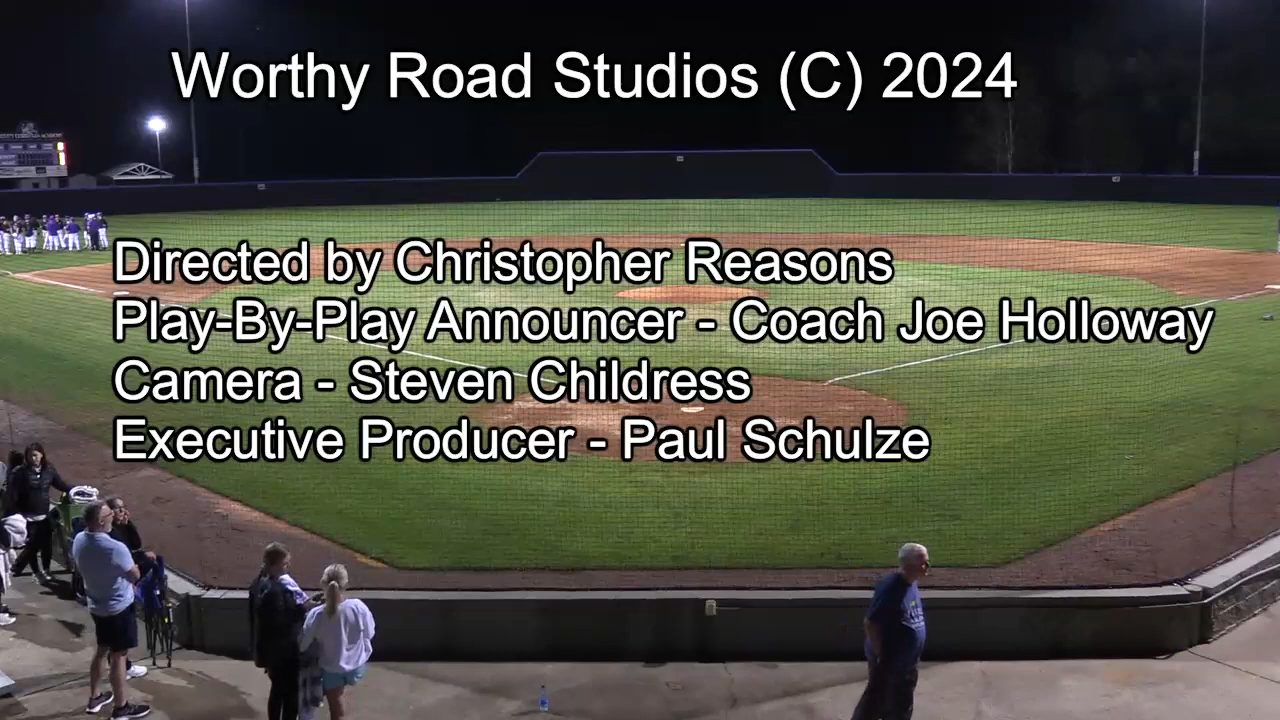 Worthy Road Studios (C) 2024
Directed by Christopher Reasons
Play-By-Play Announcer - Coach Joe Holloway
Camera - Steven Childress
Executive Producer - Paul Schulze